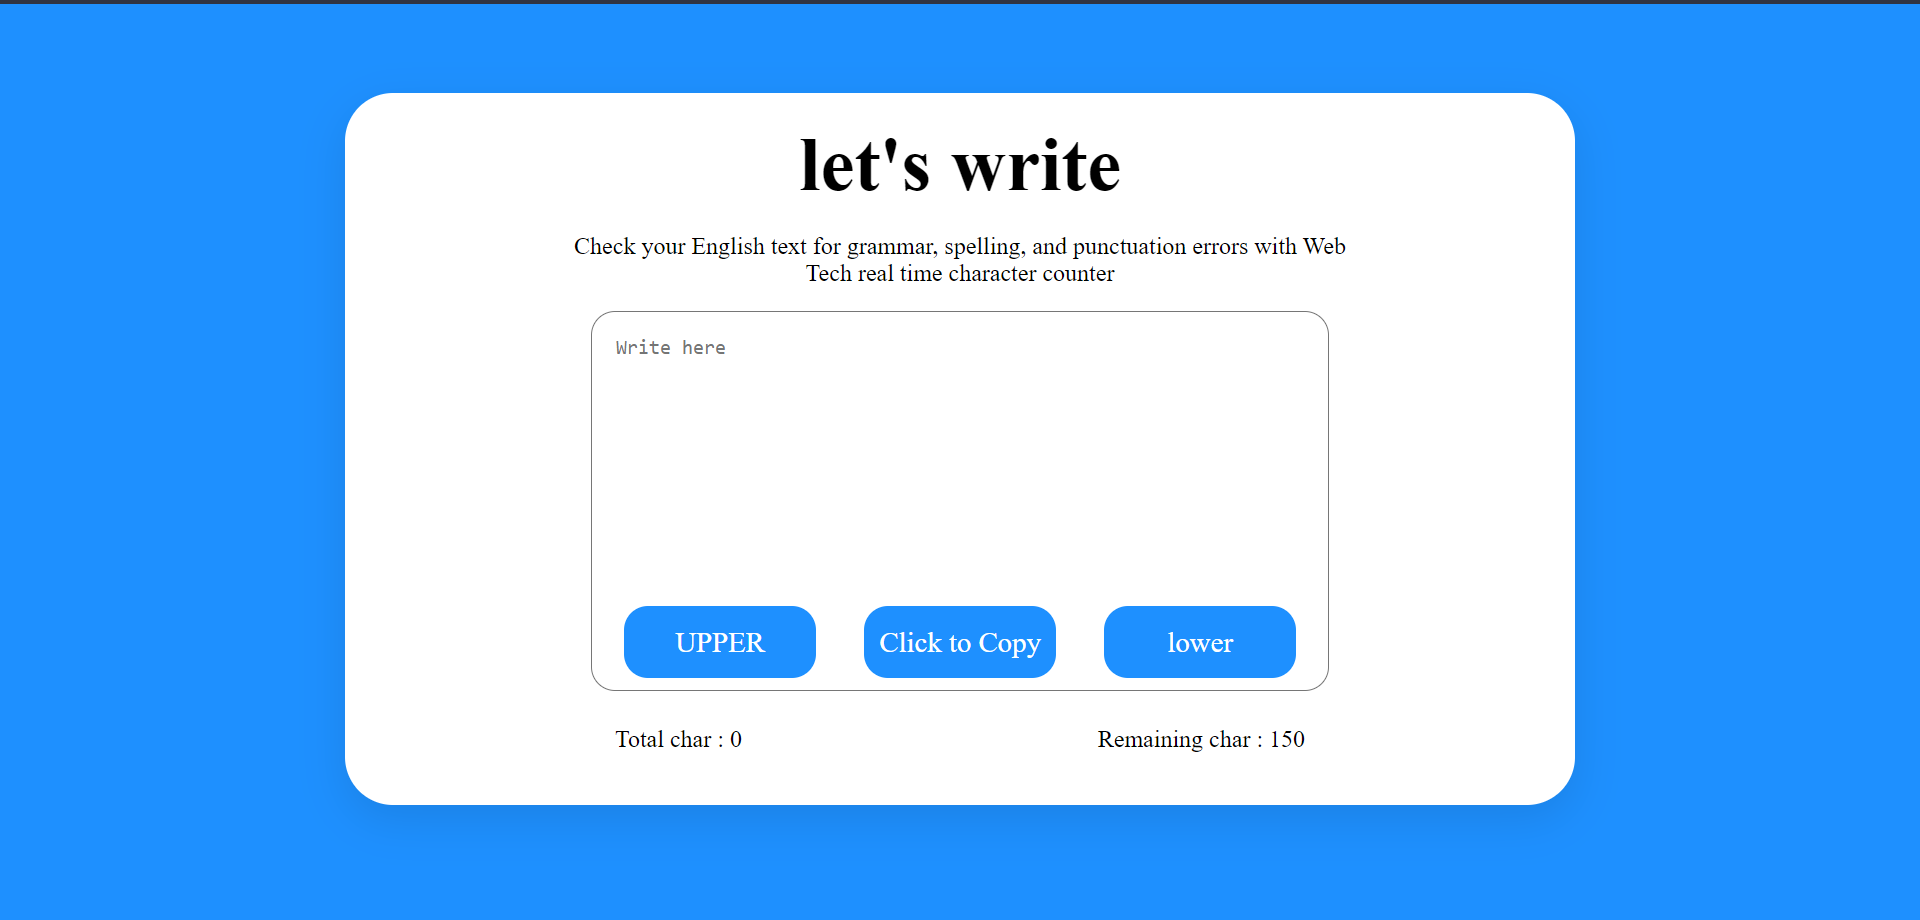 let's write
Check your English text for grammar, spelling, and punctuation errors with Web
Tech real time character counter
Write here
UPPER
Click to Copy
lower
Total char : 0
Remaining char : 150